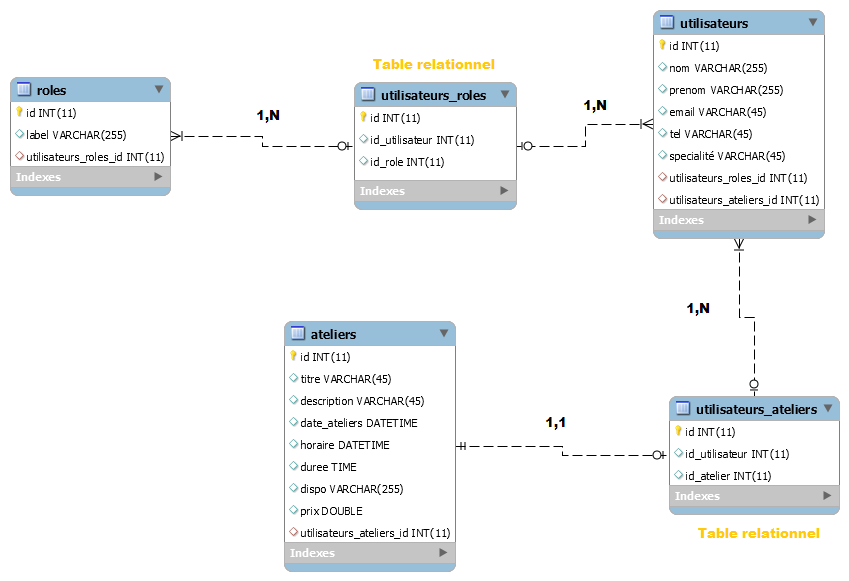 roles
id INT(11)
label VARCHAR(255)
utilisateurs_roles_id INT(11)
Indexes
1,N
Table relationnel
utilisateurs_roles
id INT(11)
id_utilisateur INT(11)
id_role INT(11)
Indexes
1,N
utilisateurs
id INT(11)
nom VARCHAR(255)
prenom VARCHAR(255)
email VARCHAR(45)
tel VARCHAR(45)
specialité VARCHAR(45)
utilisateurs_roles_id INT(11)
utilisateurs_ateliers_id INT(11)
Indexes
1,N
ateliers
id INT(11)
titre VARCHAR(45)
description VARCHAR(45)
date_ateliers DATETIME
horaire DATETIME
duree TIME
dispo VARCHAR(255)
prix DOUBLE
utilisateurs_ateliers_id INT(11)
Indexes
1,1
utilisateurs_ateliers
id INT(11)
id_utilisateur INT(11)
id_atelier INT(11)
Indexes
Table relationnel